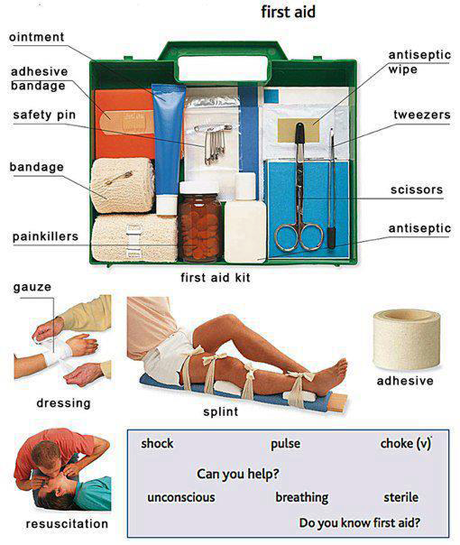 first aid
ointment
antiseptic
wipe
adhesive
bandage
safety pin
tweezers
bandage
scissors
painkillers
antiseptic
first aid kit
gauze
dressing
splint
adhesive
resuscitation
shock pulse choke (v)
Can you help?
unconscious breathing sterile
Do you know first aid?